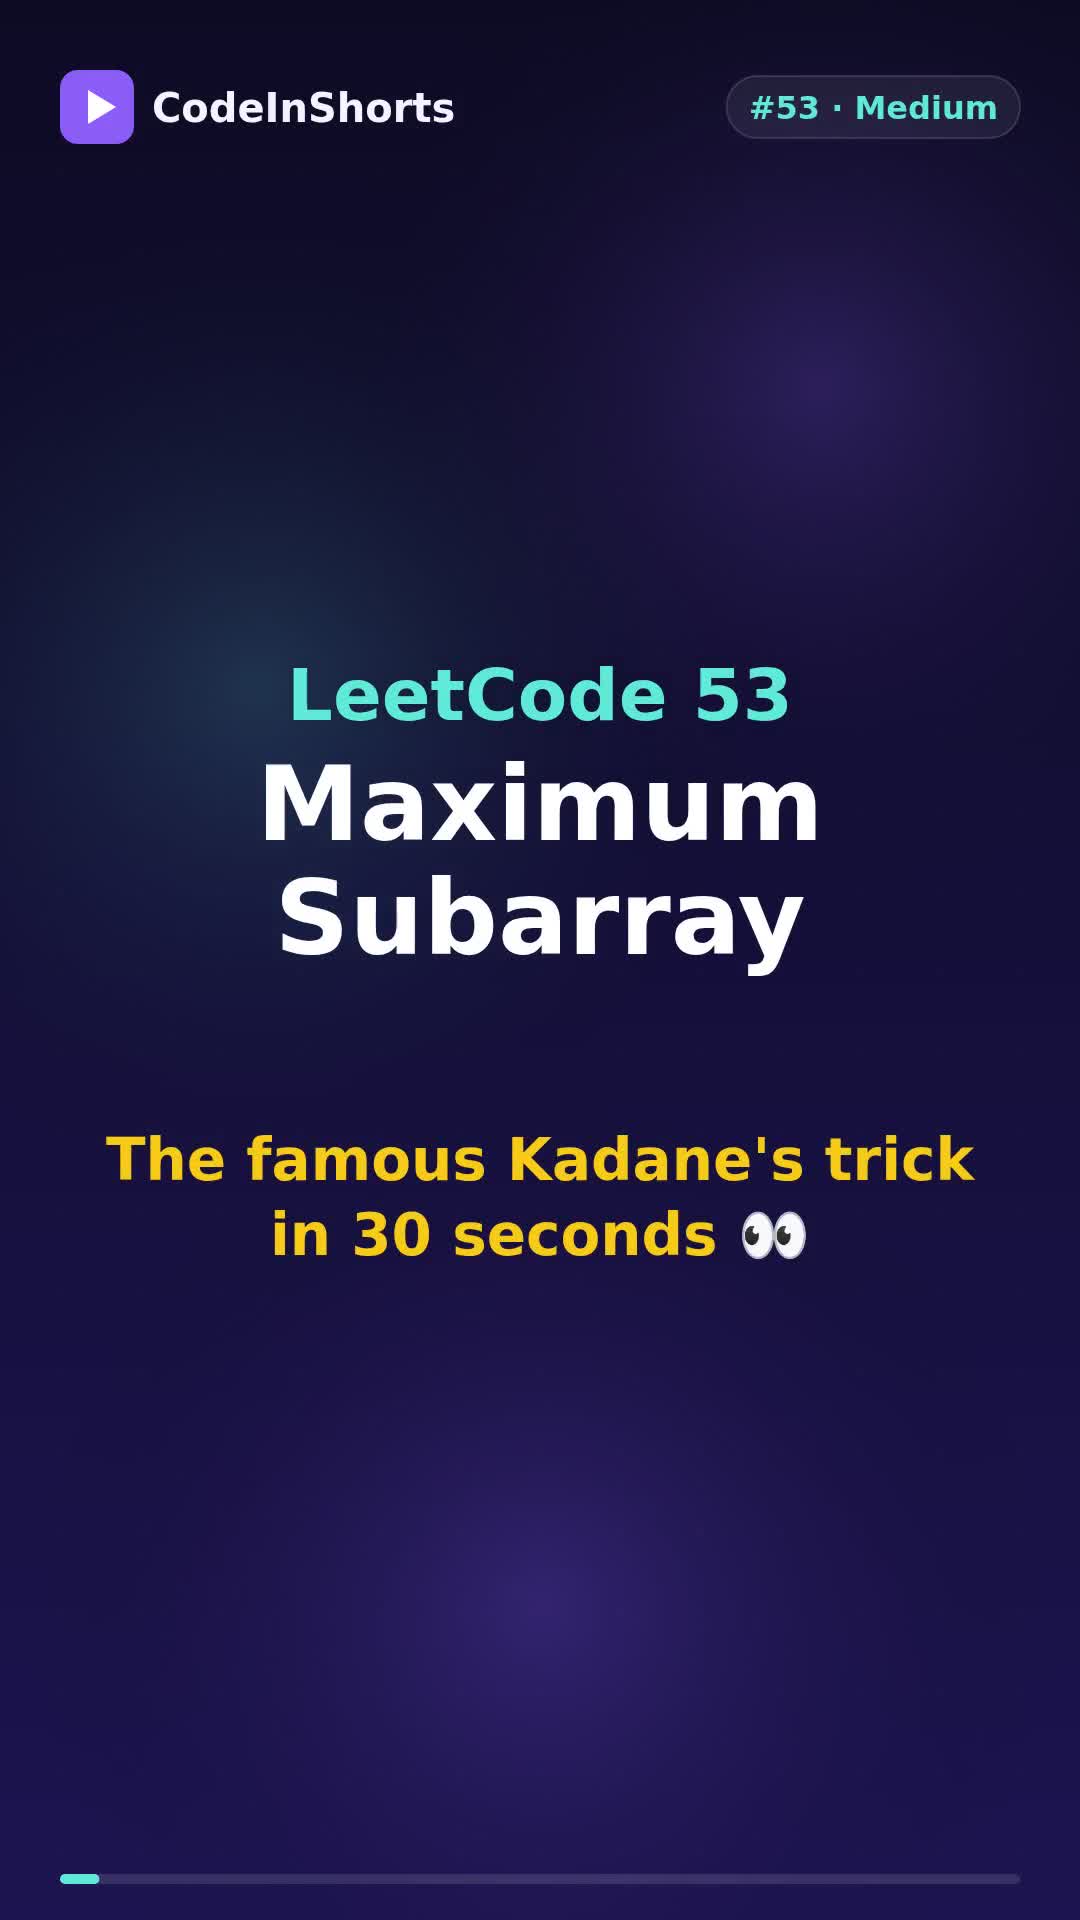 CodeInShorts
#53 · Medium
LeetCode 53
Maximum
Subarray
The famous Kadane's trick
in 30 seconds 👀